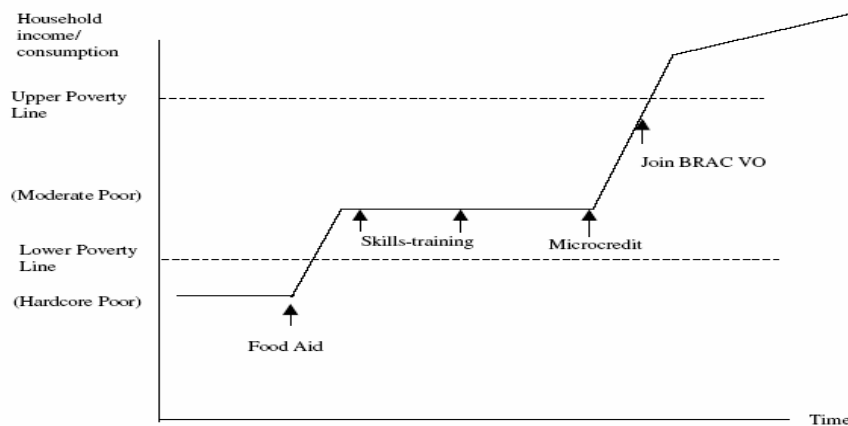 Household
income/
consumption
Upper Poverty
Line
Join BRAC VO
(Moderate Poor)
Skills-training
Microcredit
Lower Poverty
Line
(Hardcore Poor)
Food Aid
Time